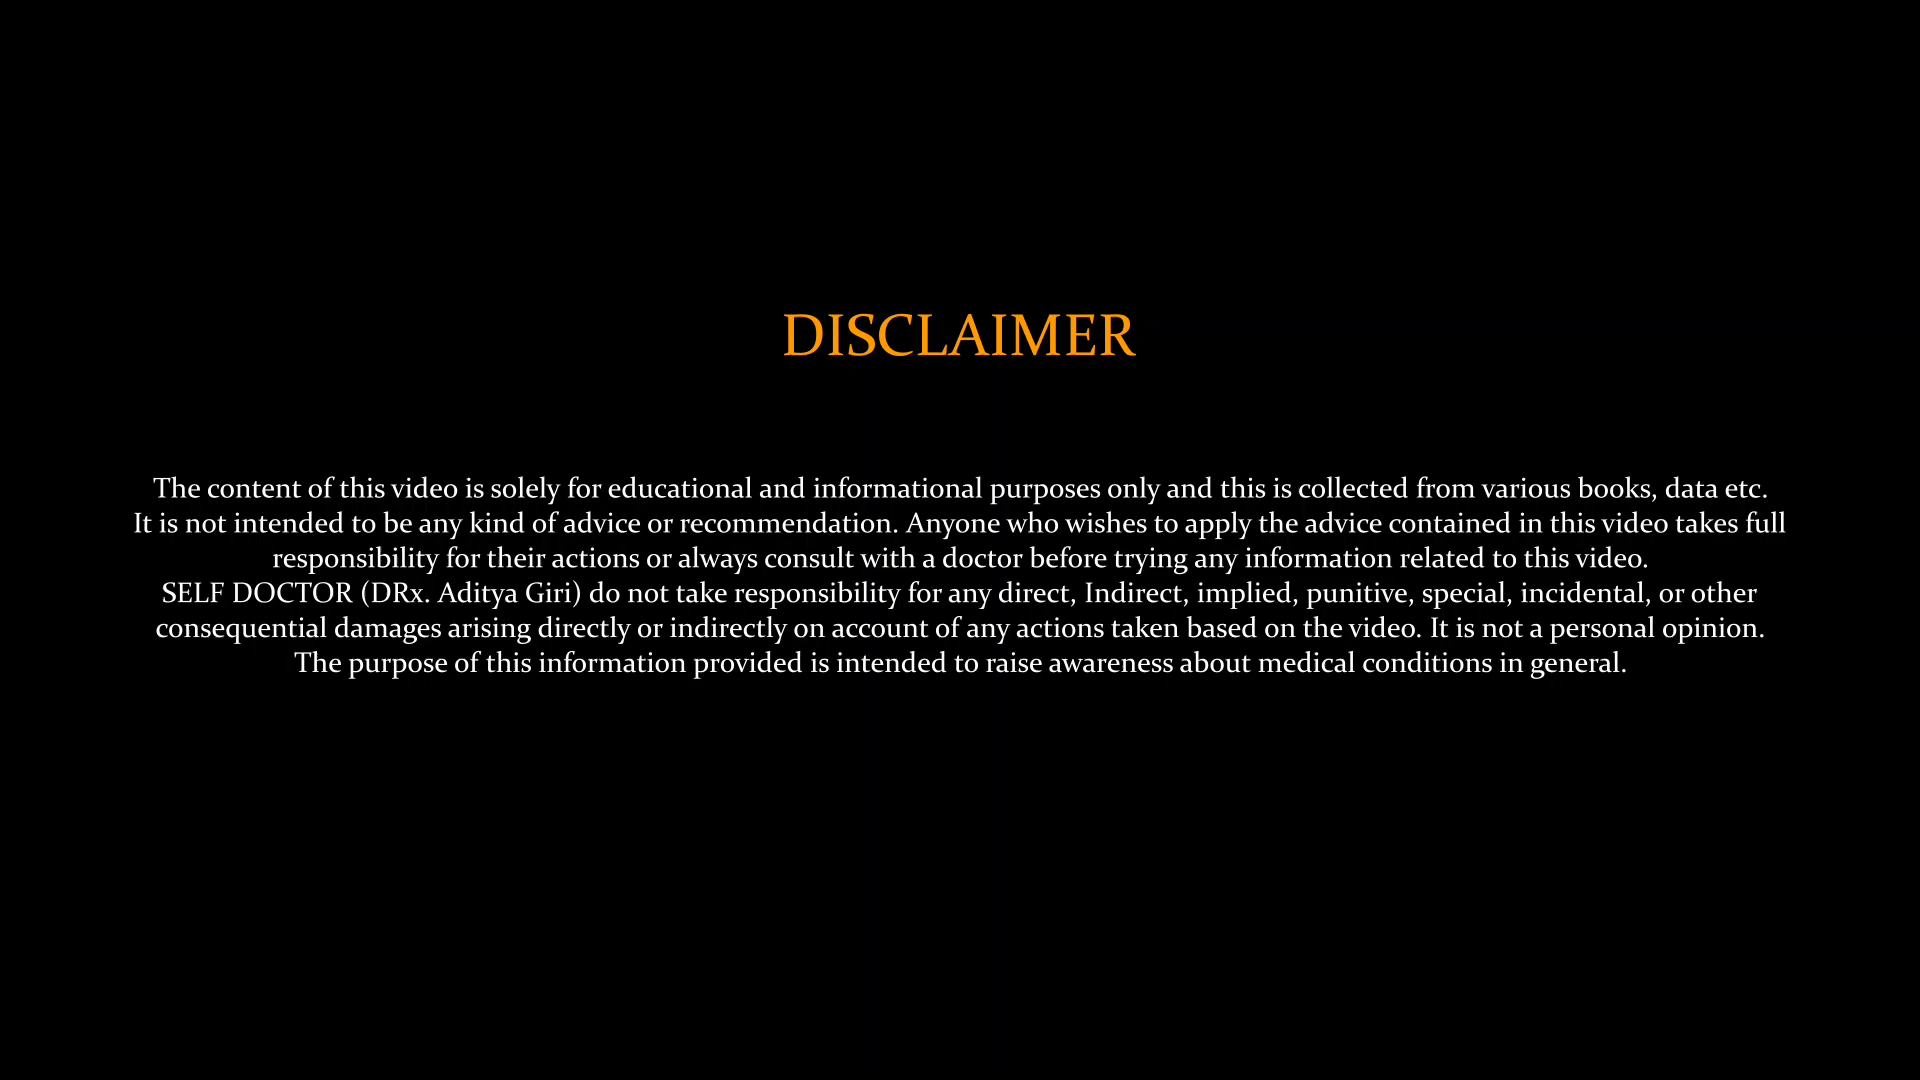 DISCLAIMER
The content of this video is solely for educational and informational purposes only and this is collected from various books, data etc.
It is not intended to be any kind of advice or recommendation. Anyone who wishes to apply the advice contained in this video takes full
responsibility for their actions or always consult with a doctor before trying any information related to this video.
SELF DOCTOR (DRx. Aditya Giri) do not take responsibility for any direct, Indirect, implied, punitive, special, incidental, or other
consequential damages arising directly or indirectly on account of any actions taken based on the video. It is not a personal opinion.
The purpose of this information provided is intended to raise awareness about medical conditions in general.